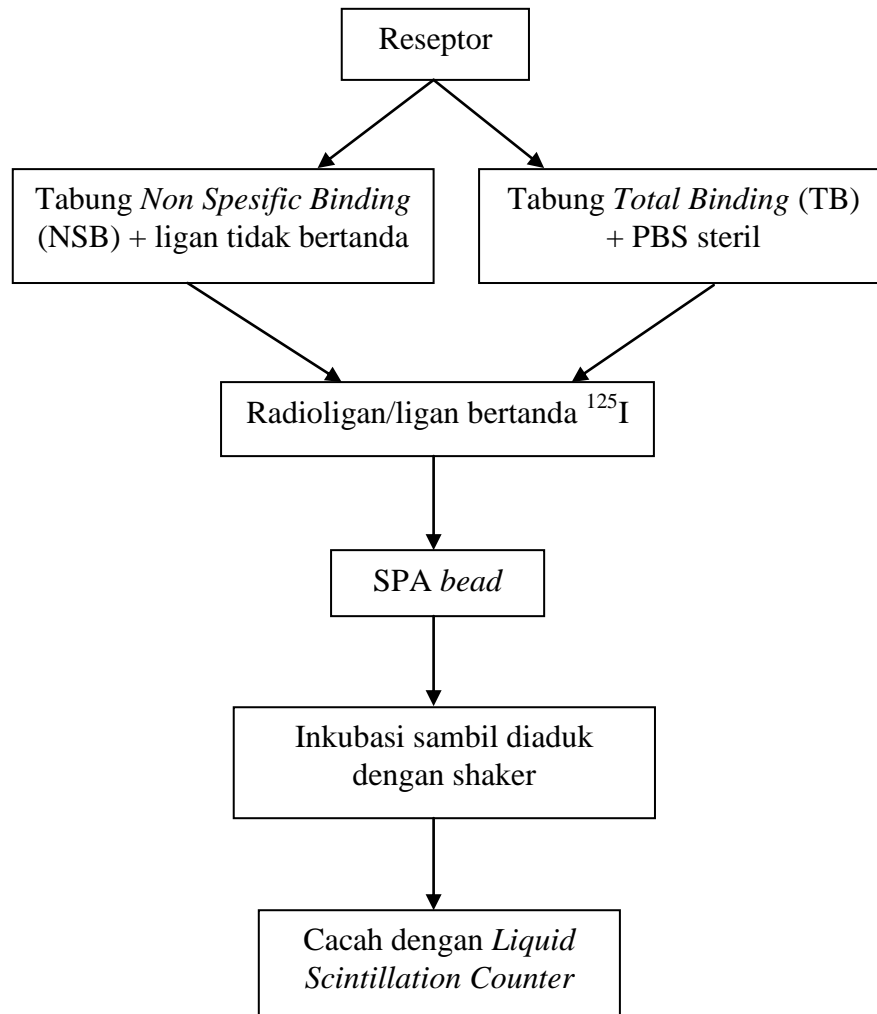 Reseptor
Tabung Non Spesific Binding
(NSB) + ligan tidak bertanda
Tabung Total Binding (TB)
+ PBS steril
Radioligan/ligan bertanda ¹²⁵I
SPA bead
Inkubasi sambil diaduk
dengan shaker
Cacah dengan Liquid
Scintillation Counter